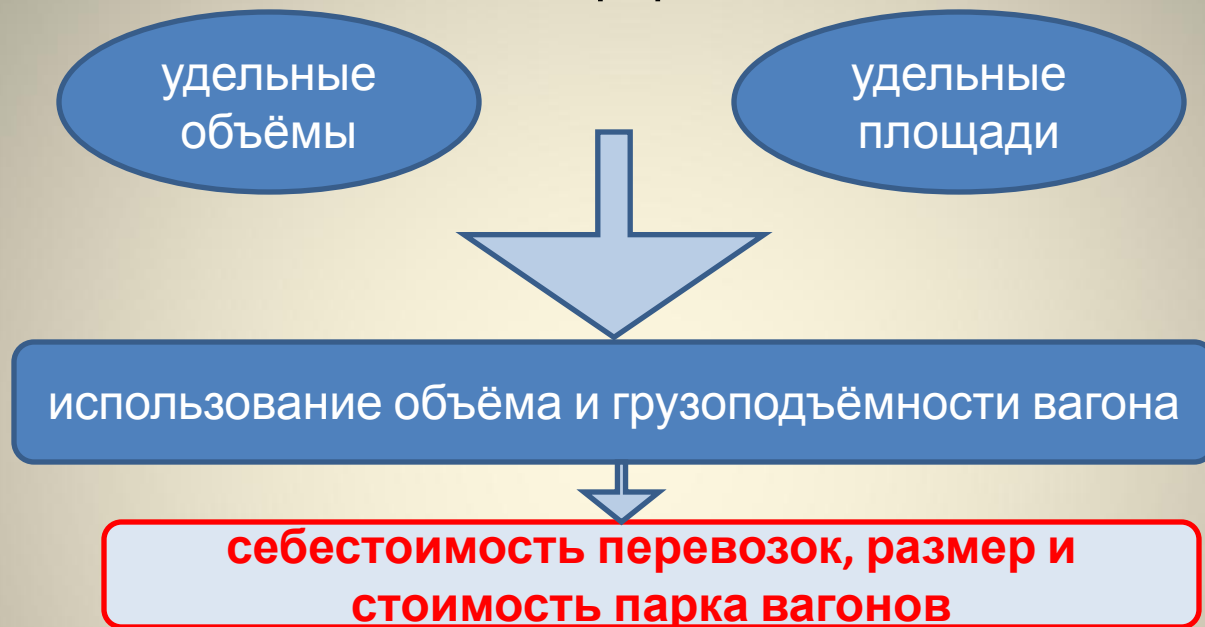 удельные
объёмы
удельные
площади
использование объёма и грузоподъёмности вагона
себестоимость перевозок, размер и
стоимость парка вагонов